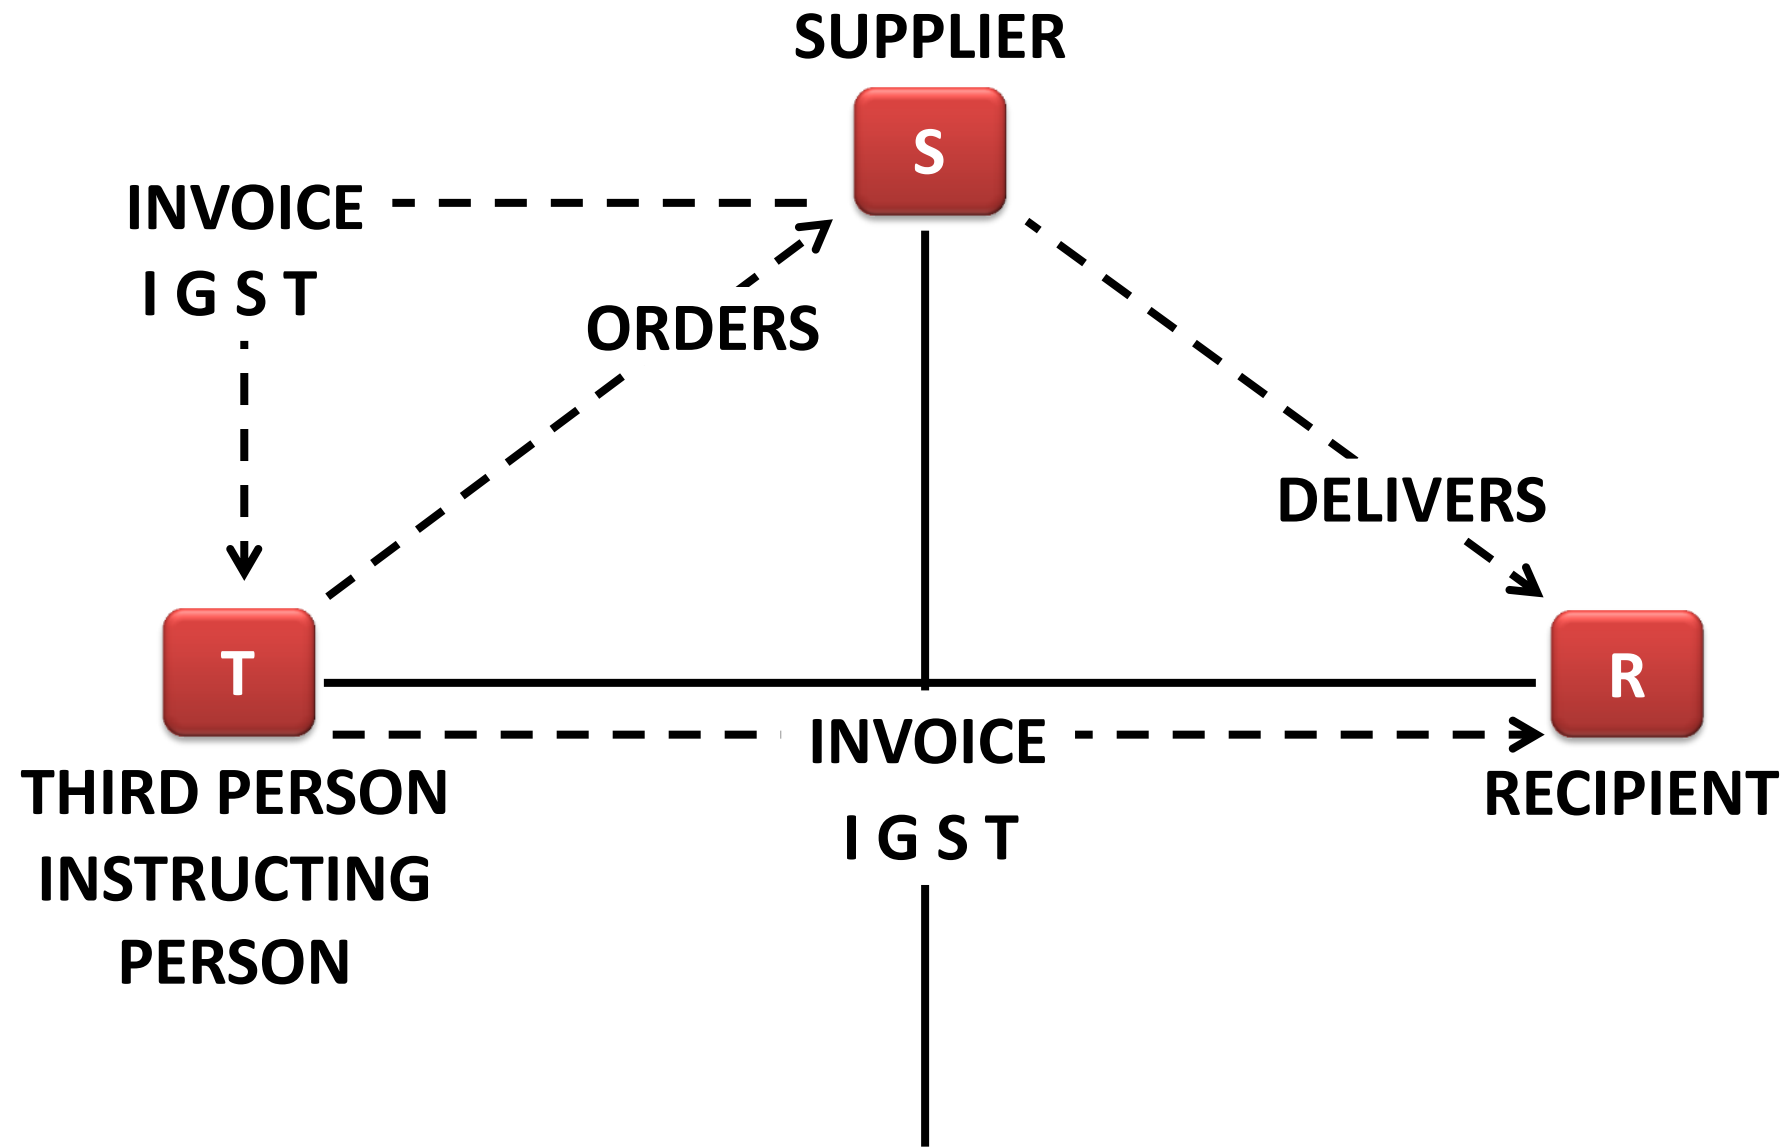 SUPPLIER
S
INVOICE
I G S T
ORDERS
DELIVERS
T
R
INVOICE
I G S T
THIRD PERSON
INSTRUCTING
PERSON
RECIPIENT